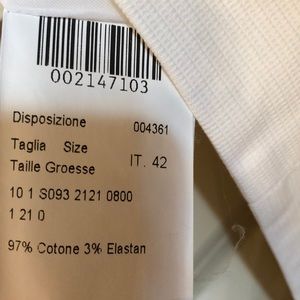 002147103
Disposizione 004361
Taglia Size
Taille Groesse IT. 42
10 1 S093 2121 0800
1 21 0
97% Cotone 3% Elastan